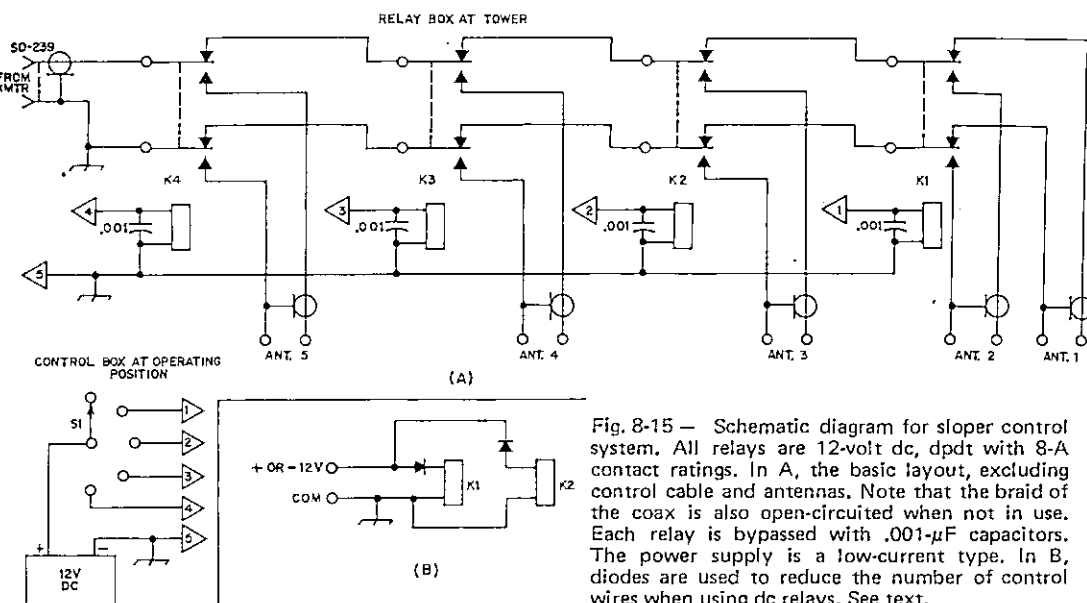 RELAY BOX AT TOWER
SO-239
FROM
XMTR
K4
K3
K2
K1
4
.001
3
.001
2
.001
1
.001
5
ANT. 5
ANT. 4
ANT. 3
ANT. 2
ANT. 1
(A)
CONTROL BOX AT OPERATING
POSITION
S1
1
2
3
4
5
+
−
12V
DC
+ OR −12V
COM
K1
K2
(B)
Fig. 8-15 — Schematic diagram for sloper control
system. All relays are 12-volt dc, dpdt with 8-A
contact ratings. In A, the basic layout, excluding
control cable and antennas. Note that the braid of
the coax is also open-circuited when not in use.
Each relay is bypassed with .001-μF capacitors.
The power supply is a low-current type. In B,
diodes are used to reduce the number of control
wires when using dc relays. See text.